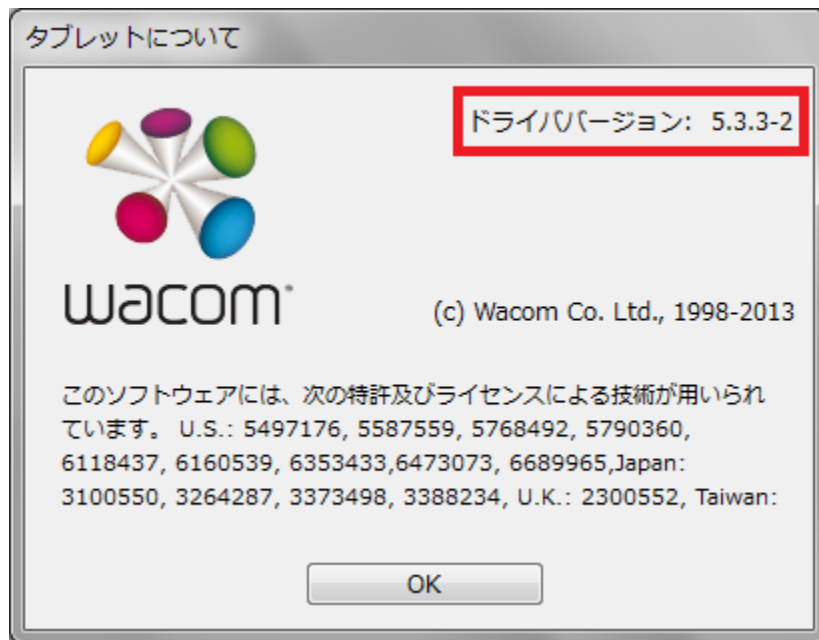 タブレットについて
ドライババージョン: 5.3.3-2
wacom
(c) Wacom Co. Ltd., 1998-2013
このソフトウェアには、次の特許及びライセンスによる技術が用いられ
ています。 U.S.: 5497176, 5587559, 5768492, 5790360,
6118437, 6160539, 6353433,6473073, 6689965,Japan:
3100550, 3264287, 3373498, 3388234, U.K.: 2300552, Taiwan:
OK